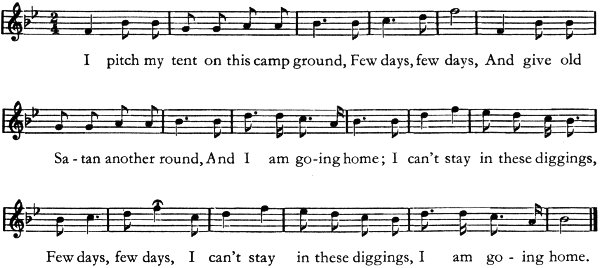 2 4
I pitch my tent on this camp ground, Few days, few days, And give old
Sa - tan another round, And I am go-ing home; I can't stay in these diggings,
Few days, few days, I can't stay in these diggings, I am go - ing home.